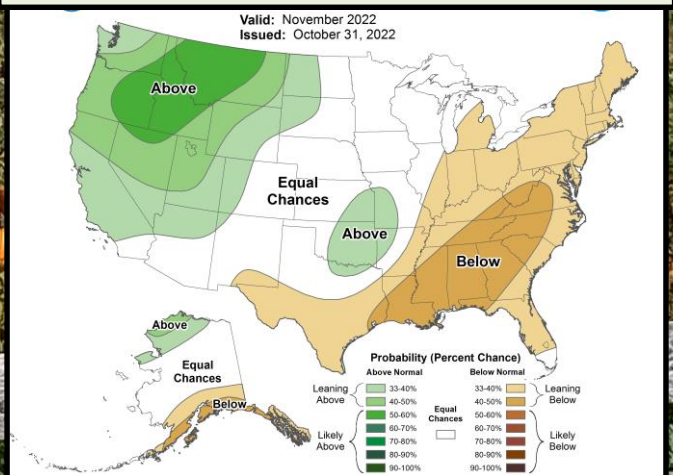 Valid: November 2022
Issued: October 31, 2022
Above
Equal
Chances
Above
Below
Above
Equal
Chances
Below
Probability (Percent Chance)
Above Normal
Below Normal
Leaning
Above
33-40%
40-50%
Likely
Above
50-60%
60-70%
70-80%
80-90%
90-100%
Equal
Chances
33-40%
40-50%
Leaning
Below
50-60%
60-70%
70-80%
80-90%
90-100%
Likely
Below